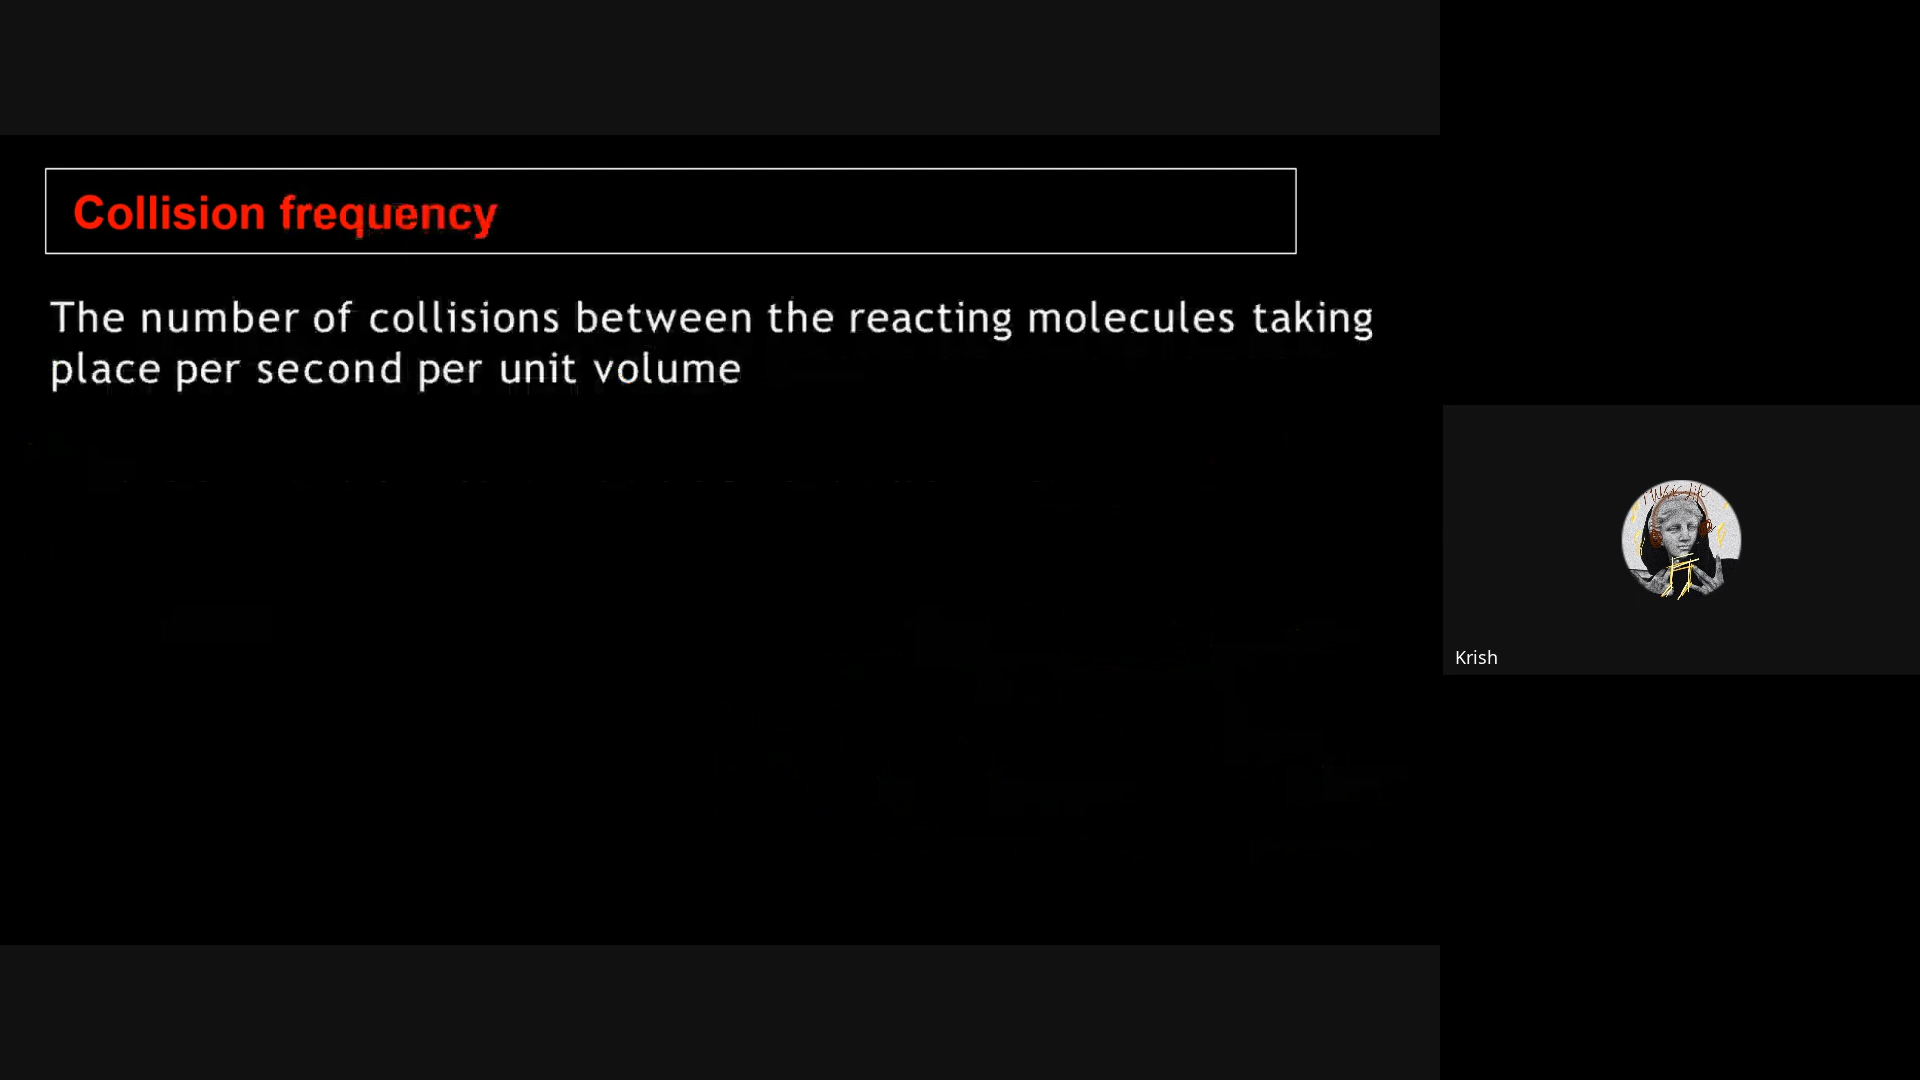 Collision frequency
The number of collisions between the reacting molecules taking
place per second per unit volume
Krish